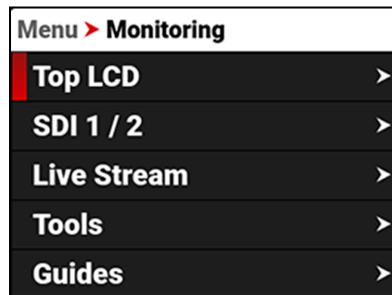 Menu > Monitoring
Top LCD
SDI 1 / 2
Live Stream
Tools
Guides